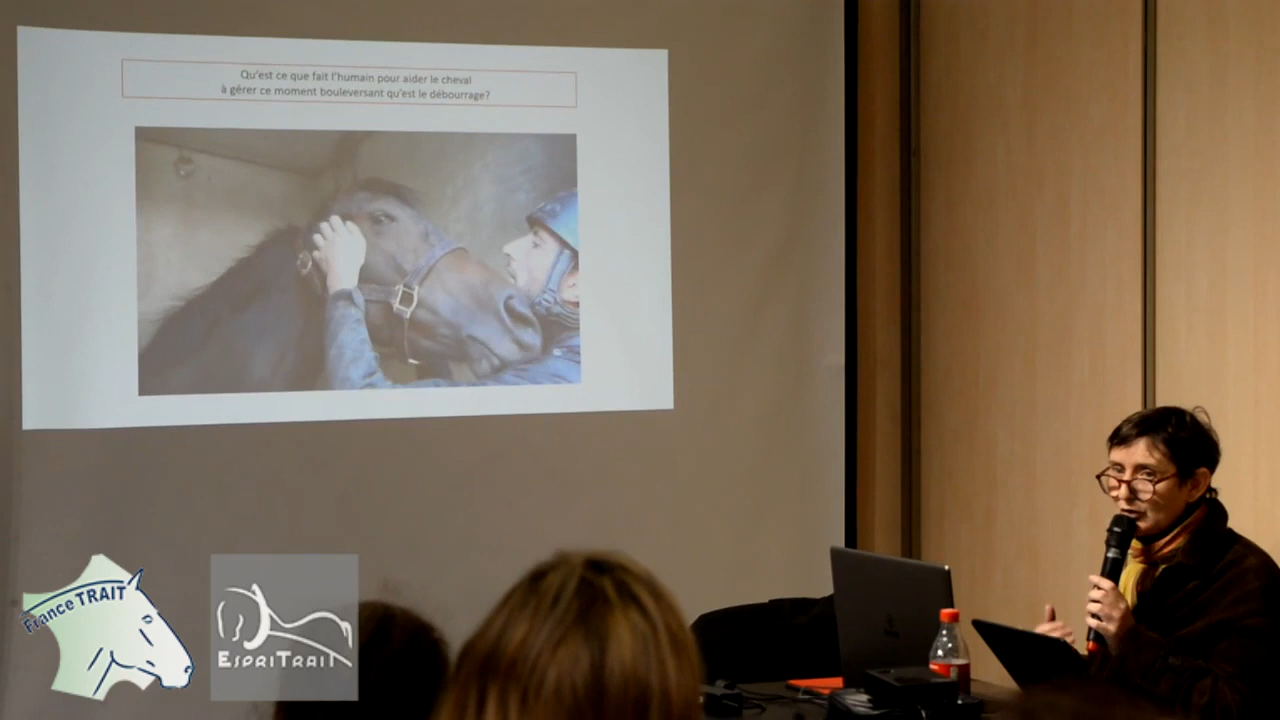 Qu'est ce que fait l'humain pour aider le cheval
à gérer ce moment bouleversant qu'est le débourrage?
France TRAIT
ESPRITRAIT